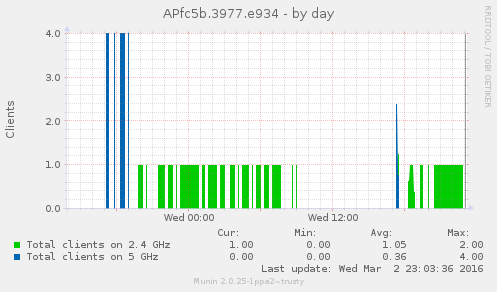 APfc5b.3977.e934 - by day
RRDTOOL / TOBI OETIKER
Clients
4.0
3.0
2.0
1.0
0.0
Wed 00:00 Wed 12:00
Cur: Min: Avg: Max:
Total clients on 2.4 GHz 1.00 0.00 1.05 2.00
Total clients on 5 GHz 0.00 0.00 0.36 4.00
Last update: Wed Mar 2 23:03:36 2016
Munin 2.0.25-1ppa2~trusty